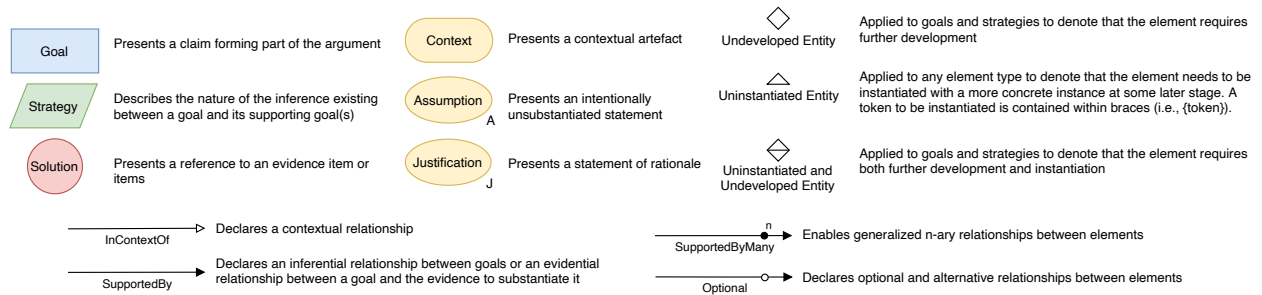 Goal
Presents a claim forming part of the argument
Strategy
Describes the nature of the inference existing
between a goal and its supporting goal(s)
Solution
Presents a reference to an evidence item or
items
Context
Presents a contextual artefact
Assumption
A
Presents an intentionally
unsubstantiated statement
Justification
J
Presents a statement of rationale
Undeveloped Entity
Applied to goals and strategies to denote that the element requires
further development
Uninstantiated Entity
Applied to any element type to denote that the element needs to be
instantiated with a more concrete instance at some later stage. A
token to be instantiated is contained within braces (i.e., {token}).
Uninstantiated and
Undeveloped Entity
Applied to goals and strategies to denote that the element requires
both further development and instantiation
InContextOf
Declares a contextual relationship
SupportedBy
Declares an inferential relationship between goals or an evidential
relationship between a goal and the evidence to substantiate it
n
SupportedByMany
Enables generalized n-ary relationships between elements
Optional
Declares optional and alternative relationships between elements